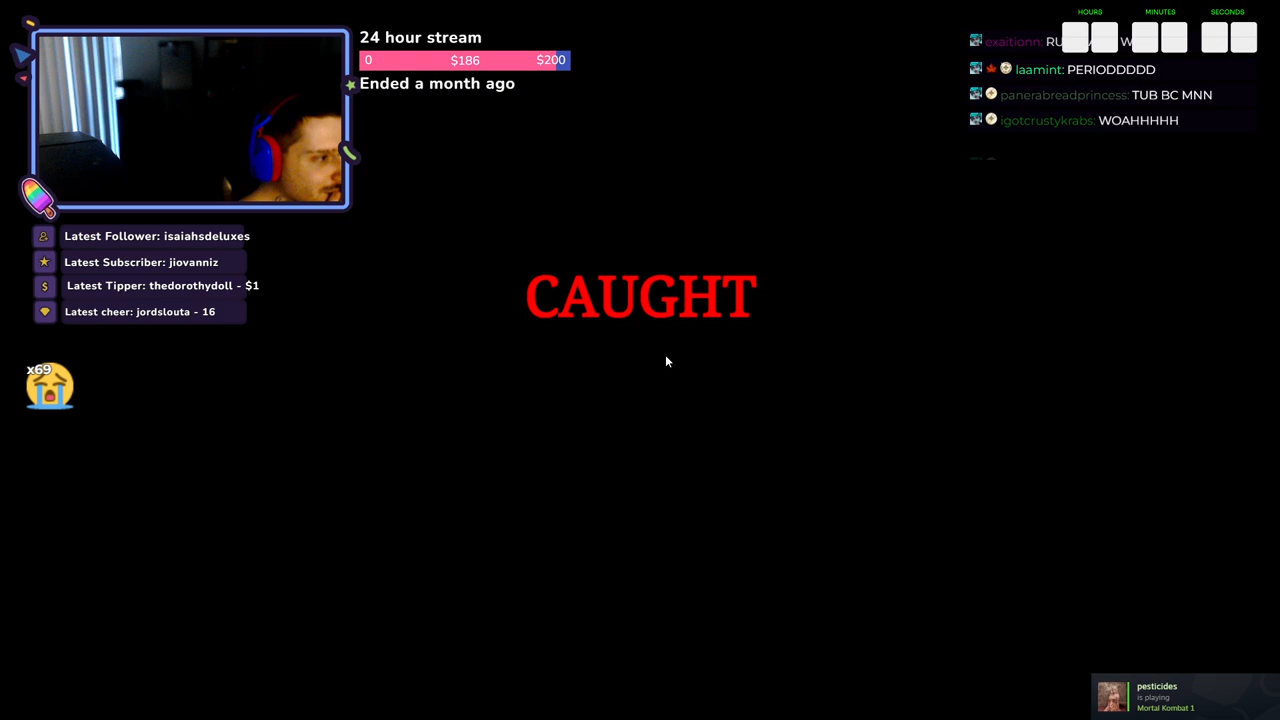 24 hour stream
0 $186 $200
Ended a month ago
HOURS MINUTES SECONDS
exaitionn: RU
laamint: PERIODDDDD
panerabreadprincess: TUB BC MNN
igotcrustykrabs: WOAHHHHH
Latest Follower: isaiahsdeluxes
Latest Subscriber: jiovanniz
$ Latest Tipper: thedorothydoll - $1
Latest cheer: jordslouta - 16
CAUGHT
x69
pesticides
is playing
Mortal Kombat 1